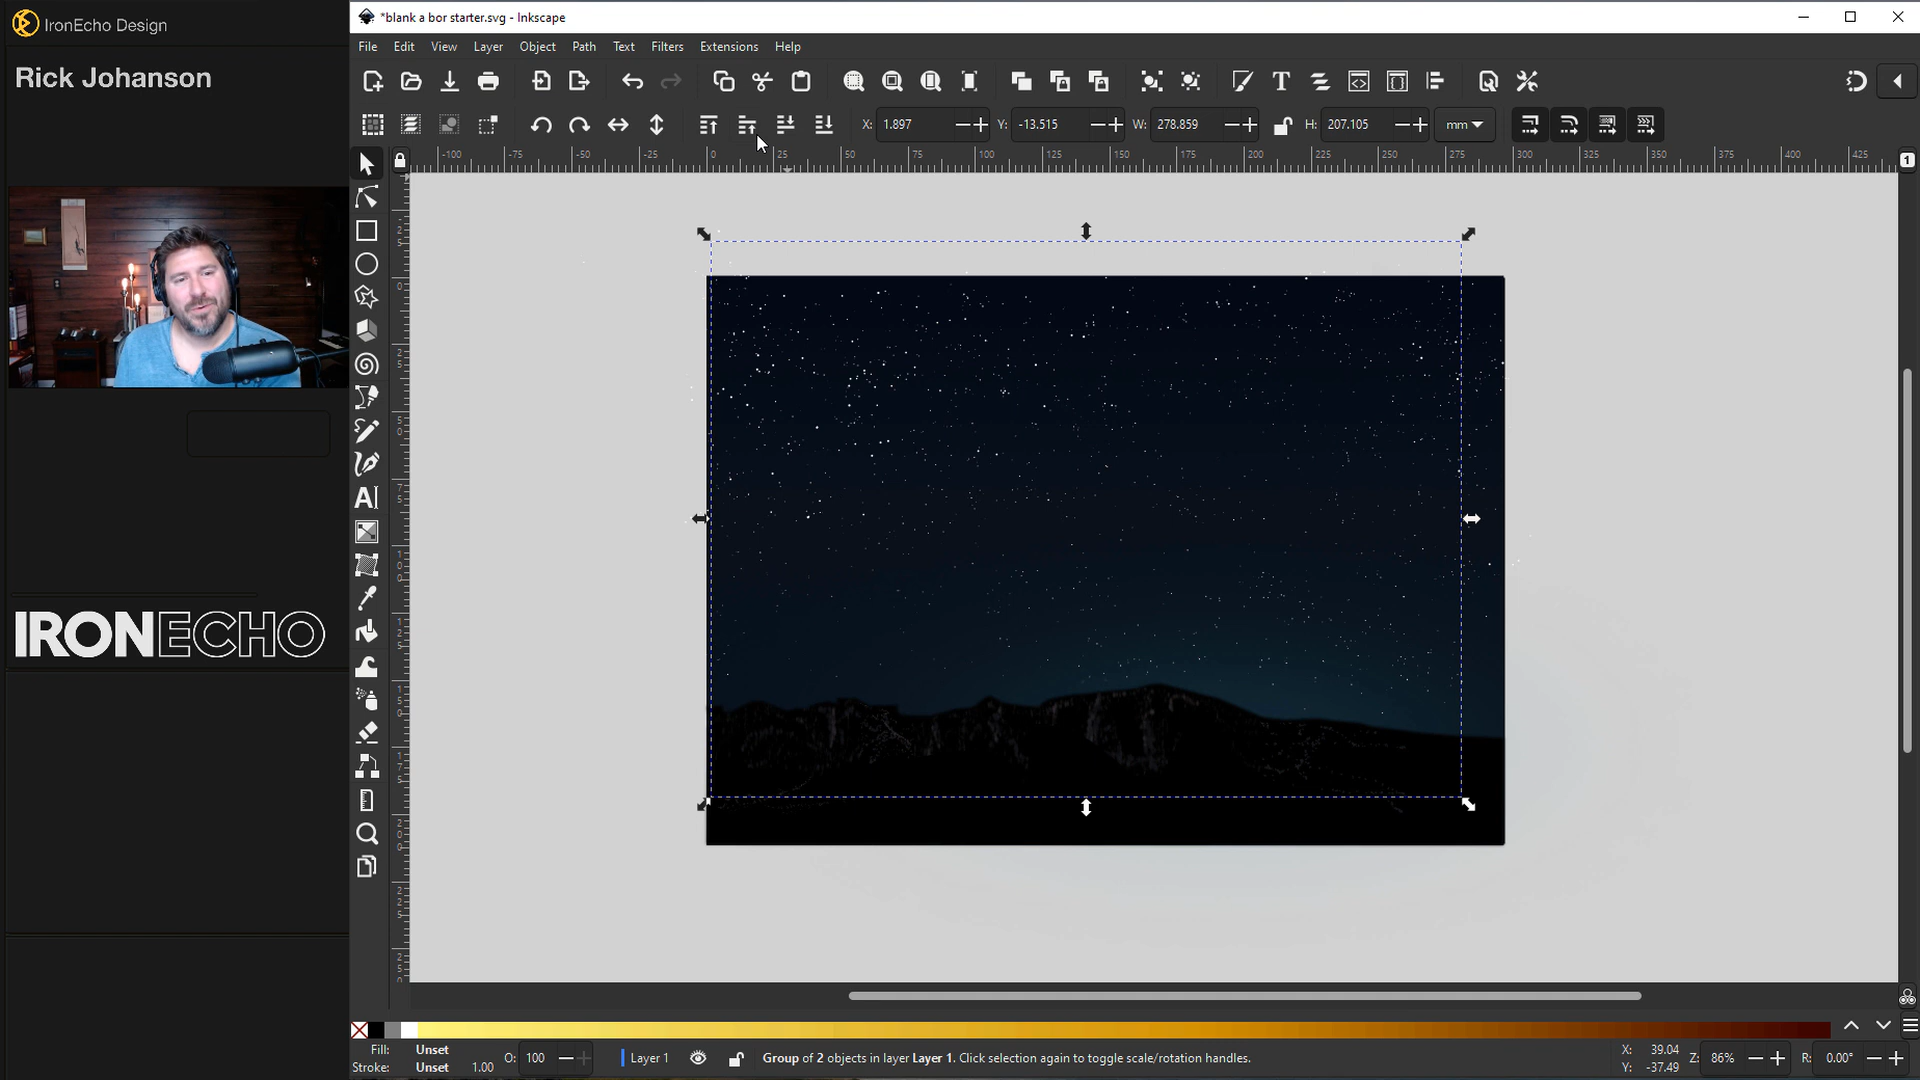 IronEcho Design
Rick Johanson
IRONECHO
*blank a bor starter.svg - Inkscape
File Edit View Layer Object Path Text Filters Extensions Help
X: 1.897 Y: -13.515 W: 278.859 H: 207.105 mm
-100 -75 -50 -25 0 25 50 75 100 125 150 175 200 225 250 275 300 325 350 375 400 425
1
Fill: Unset
Stroke: Unset 1.00
O: 100
Layer 1
Group of 2 objects in layer Layer 1. Click selection again to toggle scale/rotation handles.
X: 39.04
Y: -37.49
Z: 86%
R: 0.00°